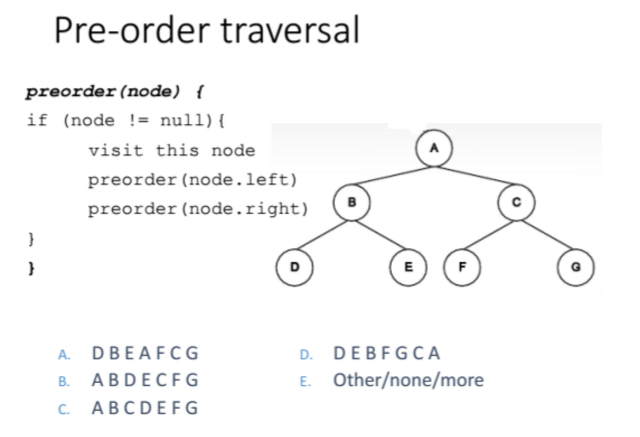 Pre-order traversal
preorder(node) {
if (node != null){
visit this node
preorder(node.left)
preorder(node.right)
}
}
A
B
C
D
E
F
G
A. D B E A F C G
B. A B D E C F G
C. A B C D E F G
D. D E B F G C A
E. Other/none/more